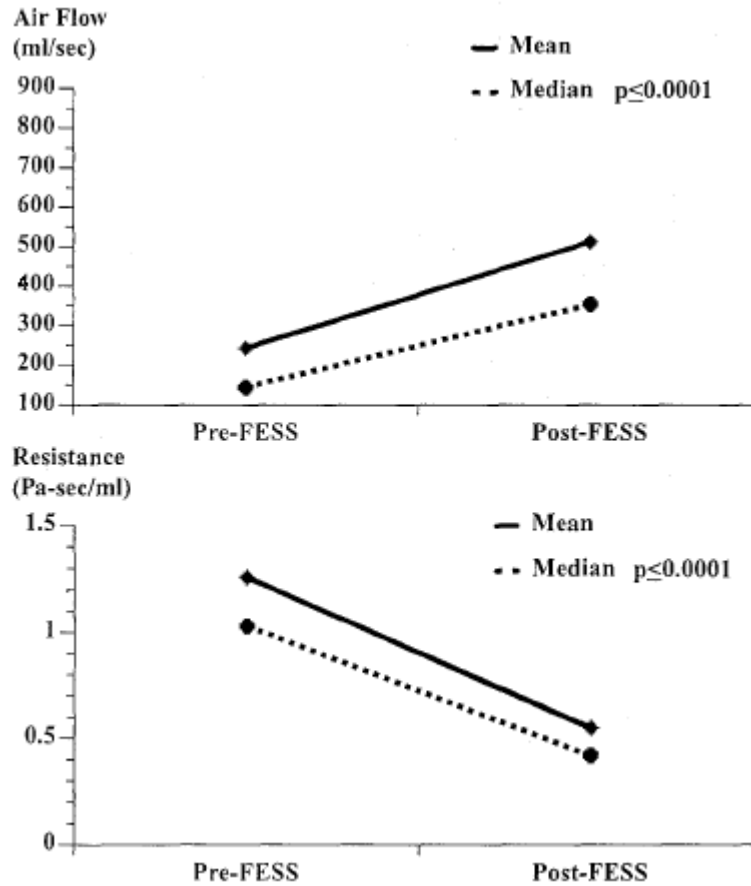 Air Flow
(ml/sec)
Mean
Median p≤0.0001
900
800
700
600
500
400
300
200
100
Pre-FESS Post-FESS
Resistance
(Pa-sec/ml)
Mean
Median p≤0.0001
1.5
1
0.5
0
Pre-FESS Post-FESS